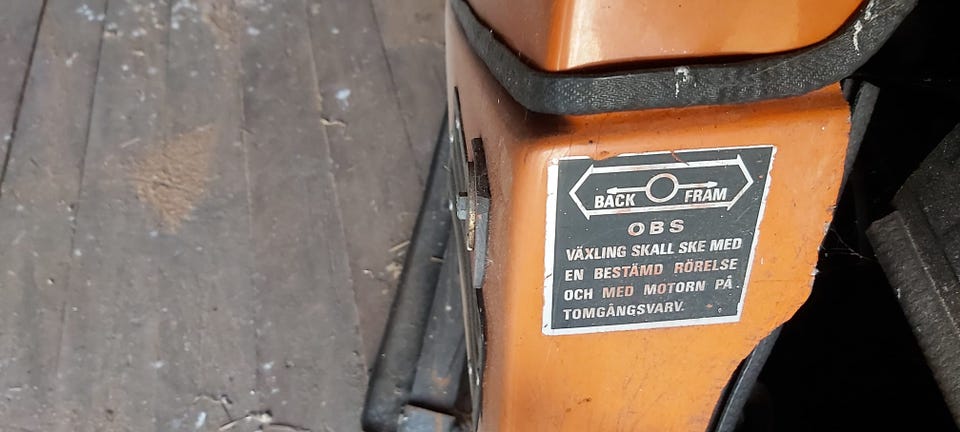 BACK FRAM
OBS
VÄXLING SKALL SKE MED
EN BESTÄMD RÖRELSE
OCH MED MOTORN PÅ
TOMGÅNGSVARV.